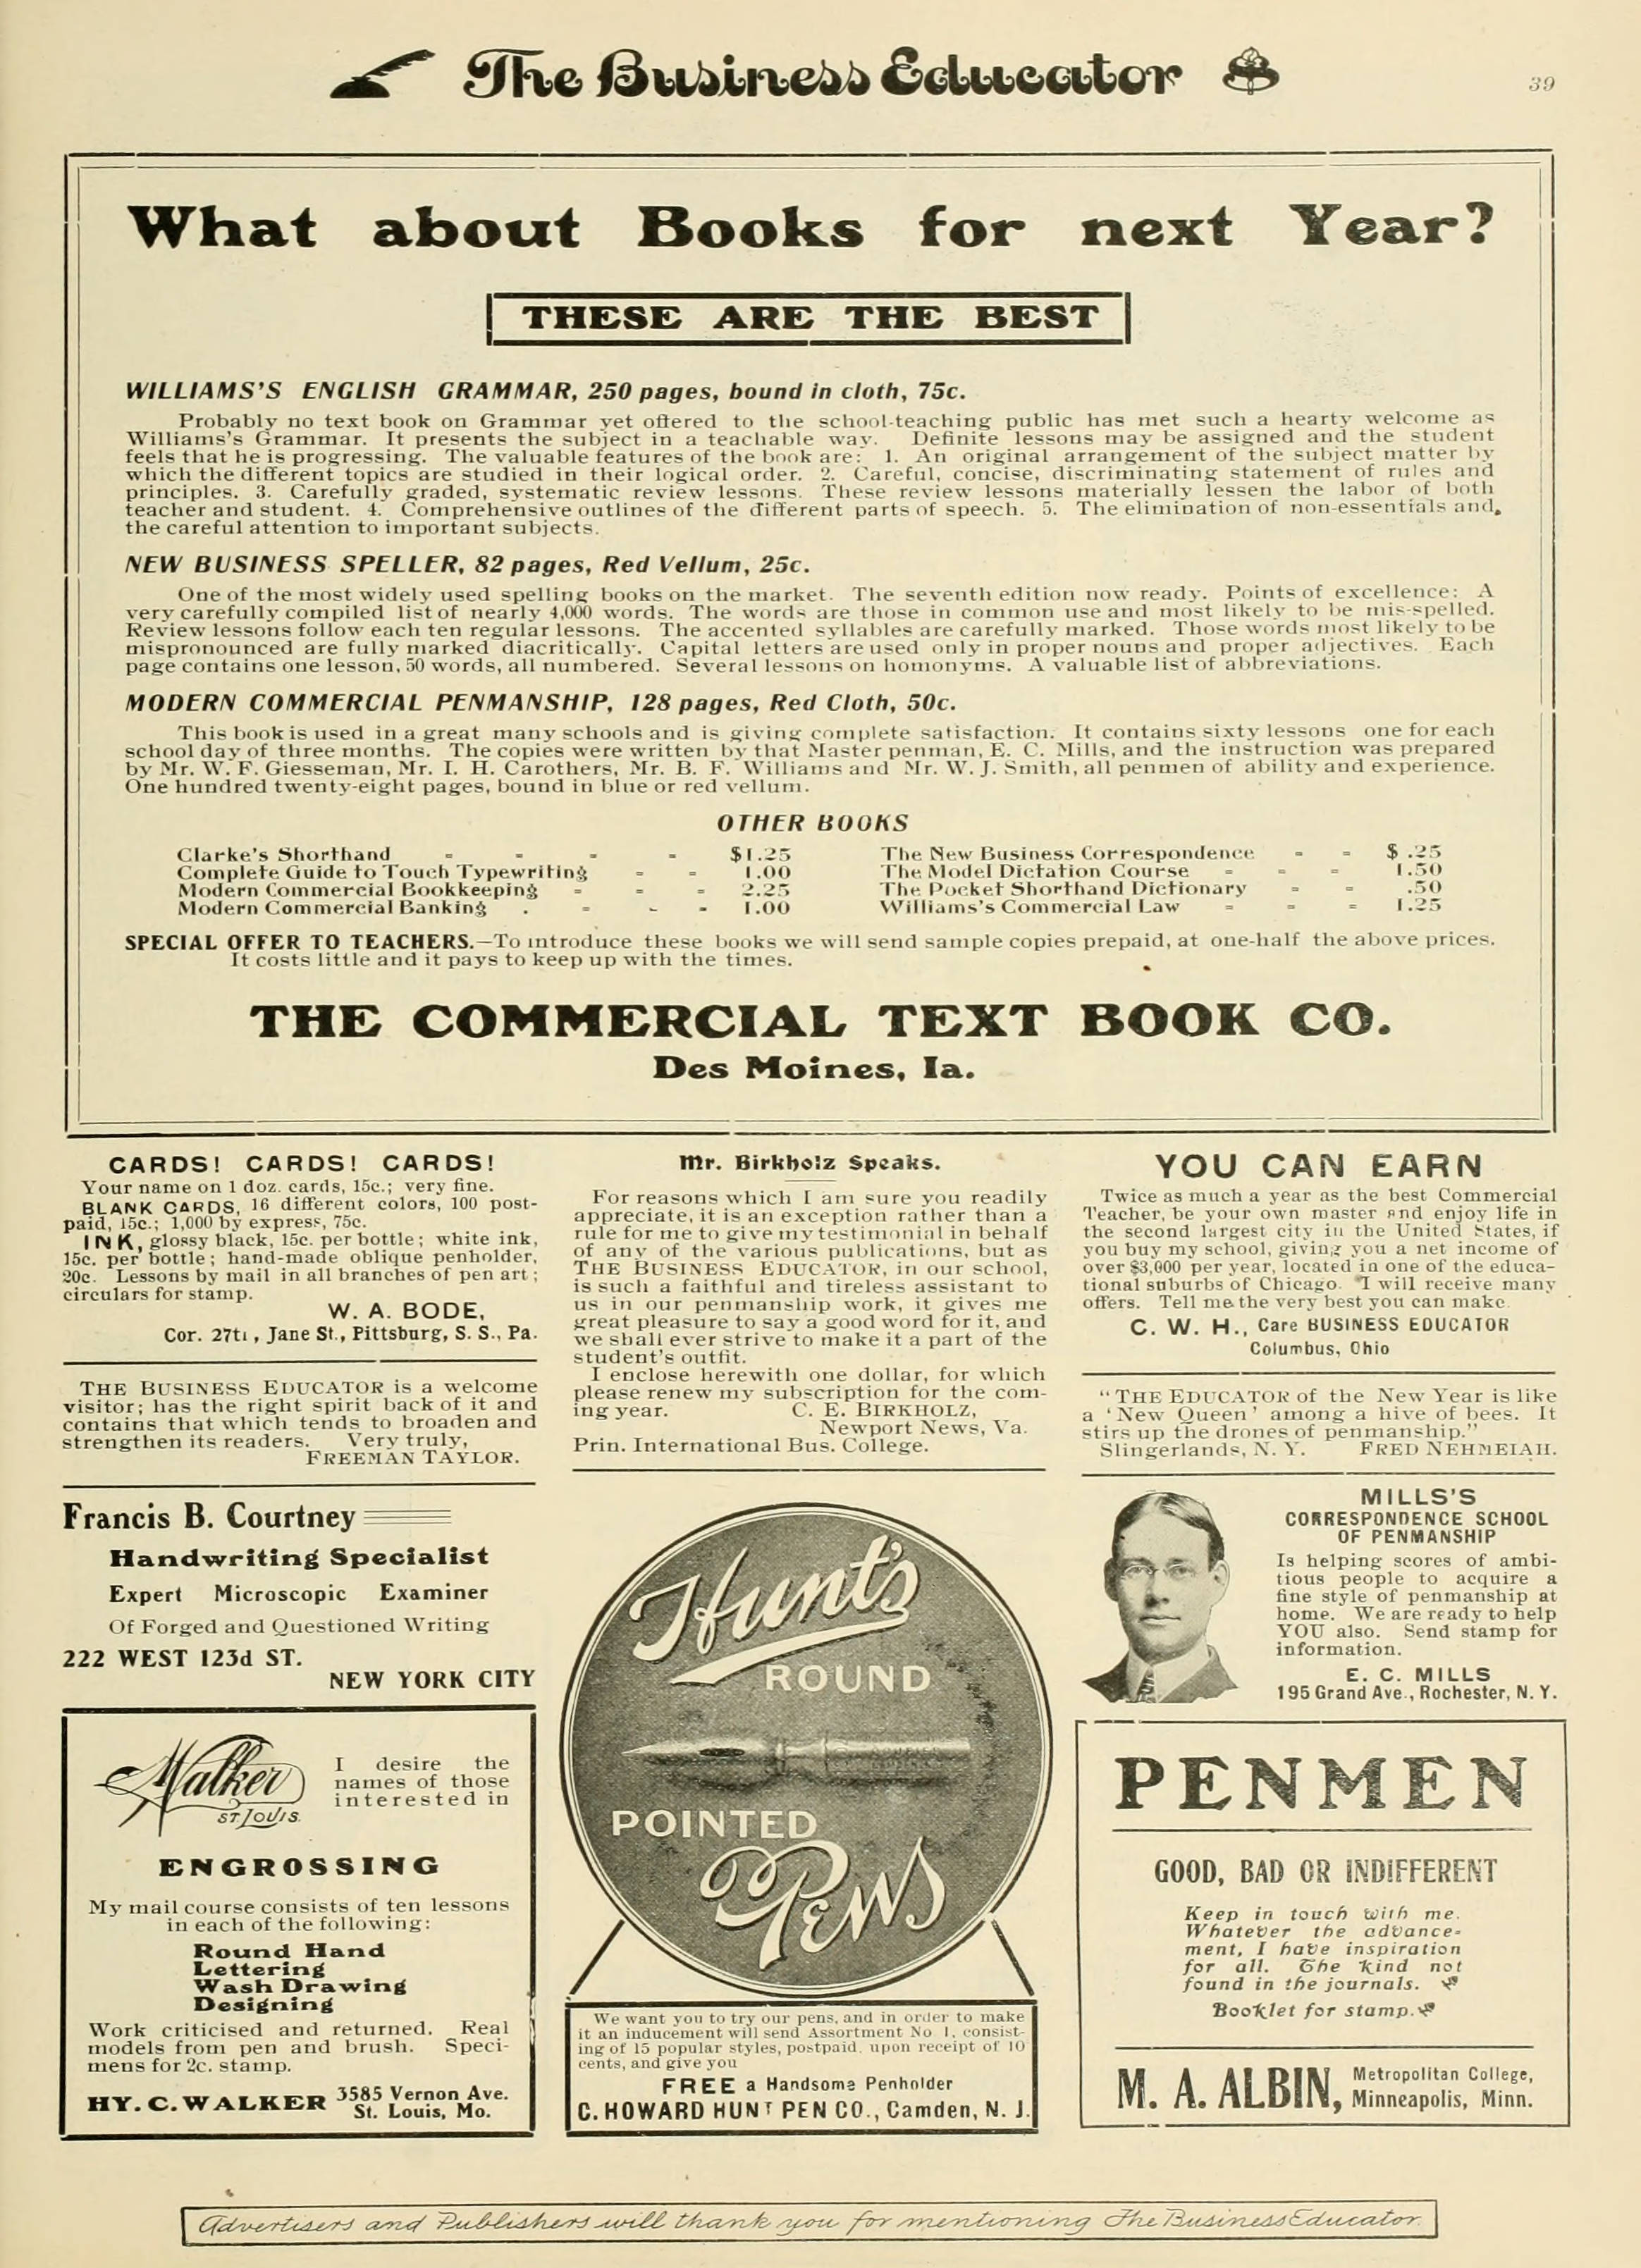 The Business Educator
39
What about Books for next Year?
THESE ARE THE BEST
WILLIAMS'S ENGLISH GRAMMAR, 250 pages, bound in cloth, 75c.
Probably no text book on Grammar yet offered to the school-teaching public has met such a hearty welcome as
Williams's Grammar. It presents the subject in a teachable way. Definite lessons may be assigned and the student
feels that he is progressing. The valuable features of the book are: 1. An original arrangement of the subject matter by
which the different topics are studied in their logical order. 2. Careful, concise, discriminating statement of rules and
principles. 3. Carefully graded, systematic review lessons. These review lessons materially lessen the labor of both
teacher and student. 4. Comprehensive outlines of the different parts of speech. 5. The elimination of non-essentials and
the careful attention to important subjects.
NEW BUSINESS SPELLER, 82 pages, Red Vellum, 25c.
One of the most widely used spelling books on the market. The seventh edition now ready. Points of excellence: A
very carefully compiled list of nearly 4,000 words. The words are those in common use and most likely to be mis-spelled.
Review lessons follow each ten regular lessons. The accented syllables are carefully marked. Those words most likely to be
mispronounced are fully marked diacritically. Capital letters are used only in proper nouns and proper adjectives. Each
page contains one lesson, 50 words, all numbered. Several lessons on homonyms. A valuable list of abbreviations.
MODERN COMMERCIAL PENMANSHIP, 128 pages, Red Cloth, 50c.
This book is used in a great many schools and is giving complete satisfaction. It contains sixty lessons one for each
school day of three months. The copies were written by that Master penman, E. C. Mills, and the instruction was prepared
by Mr. W. F. Giesseman, Mr. I. H. Carothers, Mr. B. F. Williams and Mr. W. J. Smith, all penmen of ability and experience.
One hundred twenty-eight pages, bound in blue or red vellum.
OTHER BOOKS
Clarke's Shorthand - - - - $1.25
Complete Guide to Touch Typewriting - - 1.00
Modern Commercial Bookkeeping - - - 2.25
Modern Commercial Banking . - - - 1.00
The New Business Correspondence - - $ .25
The Model Dictation Course - - - 1.50
The Pocket Shorthand Dictionary - - .50
Williams's Commercial Law - - - 1.25
SPECIAL OFFER TO TEACHERS.—To introduce these books we will send sample copies prepaid, at one-half the above prices.
It costs little and it pays to keep up with the times.
THE COMMERCIAL TEXT BOOK CO.
Des Moines, Ia.
CARDS! CARDS! CARDS!
Your name on 1 doz. cards, 15c.; very fine.
BLANK CARDS, 16 different colors, 100 post-
paid, 15c.; 1,000 by express, 75c.
INK, glossy black, 15c. per bottle; white ink,
15c. per bottle; hand-made oblique penholder,
20c. Lessons by mail in all branches of pen art;
circulars for stamp.
W. A. BODE,
Cor. 27th, Jane St., Pittsburg, S. S., Pa.
THE BUSINESS EDUCATOR is a welcome
visitor; has the right spirit back of it and
contains that which tends to broaden and
strengthen its readers. Very truly,
FREEMAN TAYLOR.
Francis B. Courtney
Handwriting Specialist
Expert Microscopic Examiner
Of Forged and Questioned Writing
222 WEST 123d ST.
NEW YORK CITY
Walker
ST. LOUIS.
I desire the
names of those
interested in
ENGROSSING
My mail course consists of ten lessons
in each of the following:
Round Hand
Lettering
Wash Drawing
Designing
Work criticised and returned. Real
models from pen and brush. Speci-
mens for 2c. stamp.
HY. C. WALKER 3585 Vernon Ave.
St. Louis, Mo.
Mr. Birkholz Speaks.
For reasons which I am sure you readily
appreciate, it is an exception rather than a
rule for me to give my testimonial in behalf
of any of the various publications, but as
THE BUSINESS EDUCATOR, in our school,
is such a faithful and tireless assistant to
us in our penmanship work, it gives me
great pleasure to say a good word for it, and
we shall ever strive to make it a part of the
student's outfit.
I enclose herewith one dollar, for which
please renew my subscription for the com-
ing year. C. E. BIRKHOLZ,
Newport News, Va.
Prin. International Bus. College.
Hunt's
ROUND
POINTED
Pens
We want you to try our pens, and in order to make
it an inducement will send Assortment No 1, consist-
ing of 15 popular styles, postpaid, upon receipt of 10
cents, and give you
FREE a Handsome Penholder
C. HOWARD HUNT PEN CO., Camden, N. J.
YOU CAN EARN
Twice as much a year as the best Commercial
Teacher, be your own master and enjoy life in
the second largest city in the United States, if
you buy my school, giving you a net income of
over $3,000 per year, located in one of the educa-
tional suburbs of Chicago. I will receive many
offers. Tell me the very best you can make.
C. W. H., Care BUSINESS EDUCATOR
Columbus, Ohio
"THE EDUCATOR of the New Year is like
a 'New Queen' among a hive of bees. It
stirs up the drones of penmanship."
Slingerlands, N. Y. FRED NEHMEIAH.
MILLS'S
CORRESPONDENCE SCHOOL
OF PENMANSHIP
Is helping scores of ambi-
tious people to acquire a
fine style of penmanship at
home. We are ready to help
YOU also. Send stamp for
information.
E. C. MILLS
195 Grand Ave., Rochester, N. Y.
PENMEN
GOOD, BAD OR INDIFFERENT
Keep in touch with me.
Whatever the advance-
ment, I have inspiration
for all. The kind not
found in the journals.
Booklet for stamp.
M. A. ALBIN, Metropolitan College,
Minneapolis, Minn.
Advertisers and Publishers will thank you for mentioning The Business Educator.